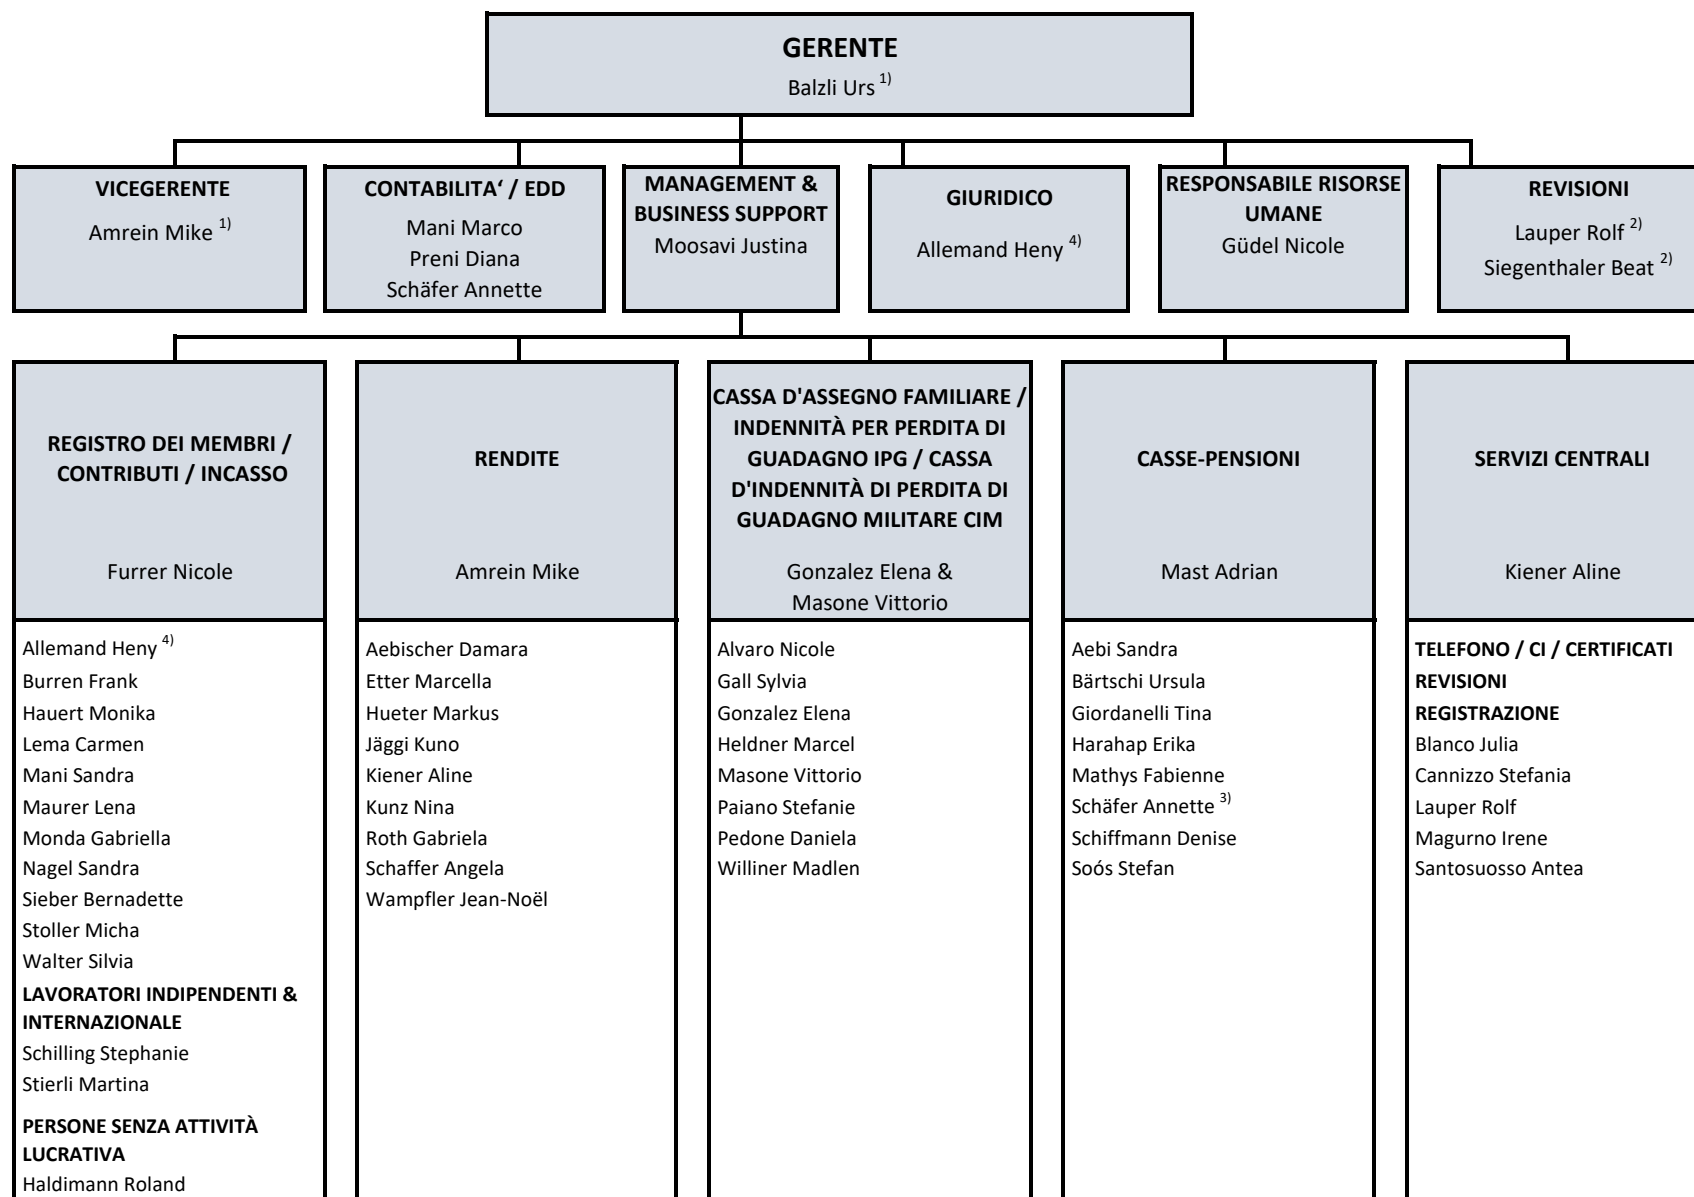 GERENTE
Balzli Urs 1)
VICEGERENTE
Amrein Mike 1)
CONTABILITA‘ / EDD
Mani Marco
Preni Diana
Schäfer Annette
MANAGEMENT &
BUSINESS SUPPORT
Moosavi Justina
GIURIDICO
Allemand Heny 4)
RESPONSABILE RISORSE
UMANE
Güdel Nicole
REVISIONI
Lauper Rolf 2)
Siegenthaler Beat 2)
REGISTRO DEI MEMBRI /
CONTRIBUTI / INCASSO
Furrer Nicole
Allemand Heny 4)
Burren Frank
Hauert Monika
Lema Carmen
Mani Sandra
Maurer Lena
Monda Gabriella
Nagel Sandra
Sieber Bernadette
Stoller Micha
Walter Silvia
LAVORATORI INDIPENDENTI &
INTERNAZIONALE
Schilling Stephanie
Stierli Martina
PERSONE SENZA ATTIVITÀ
LUCRATIVA
Haldimann Roland
RENDITE
Amrein Mike
Aebischer Damara
Etter Marcella
Hueter Markus
Jäggi Kuno
Kiener Aline
Kunz Nina
Roth Gabriela
Schaffer Angela
Wampfler Jean-Noël
CASSA D'ASSEGNO FAMILIARE /
INDENNITÀ PER PERDITA DI
GUADAGNO IPG / CASSA
D'INDENNITÀ DI PERDITA DI
GUADAGNO MILITARE CIM
Gonzalez Elena &
Masone Vittorio
Alvaro Nicole
Gall Sylvia
Gonzalez Elena
Heldner Marcel
Masone Vittorio
Paiano Stefanie
Pedone Daniela
Williner Madlen
CASSE-PENSIONI
Mast Adrian
Aebi Sandra
Bärtschi Ursula
Giordanelli Tina
Harahap Erika
Mathys Fabienne
Schäfer Annette 3)
Schiffmann Denise
Soós Stefan
SERVIZI CENTRALI
Kiener Aline
TELEFONO / CI / CERTIFICATI
REVISIONI
REGISTRAZIONE
Blanco Julia
Cannizzo Stefania
Lauper Rolf
Magurno Irene
Santosuosso Antea